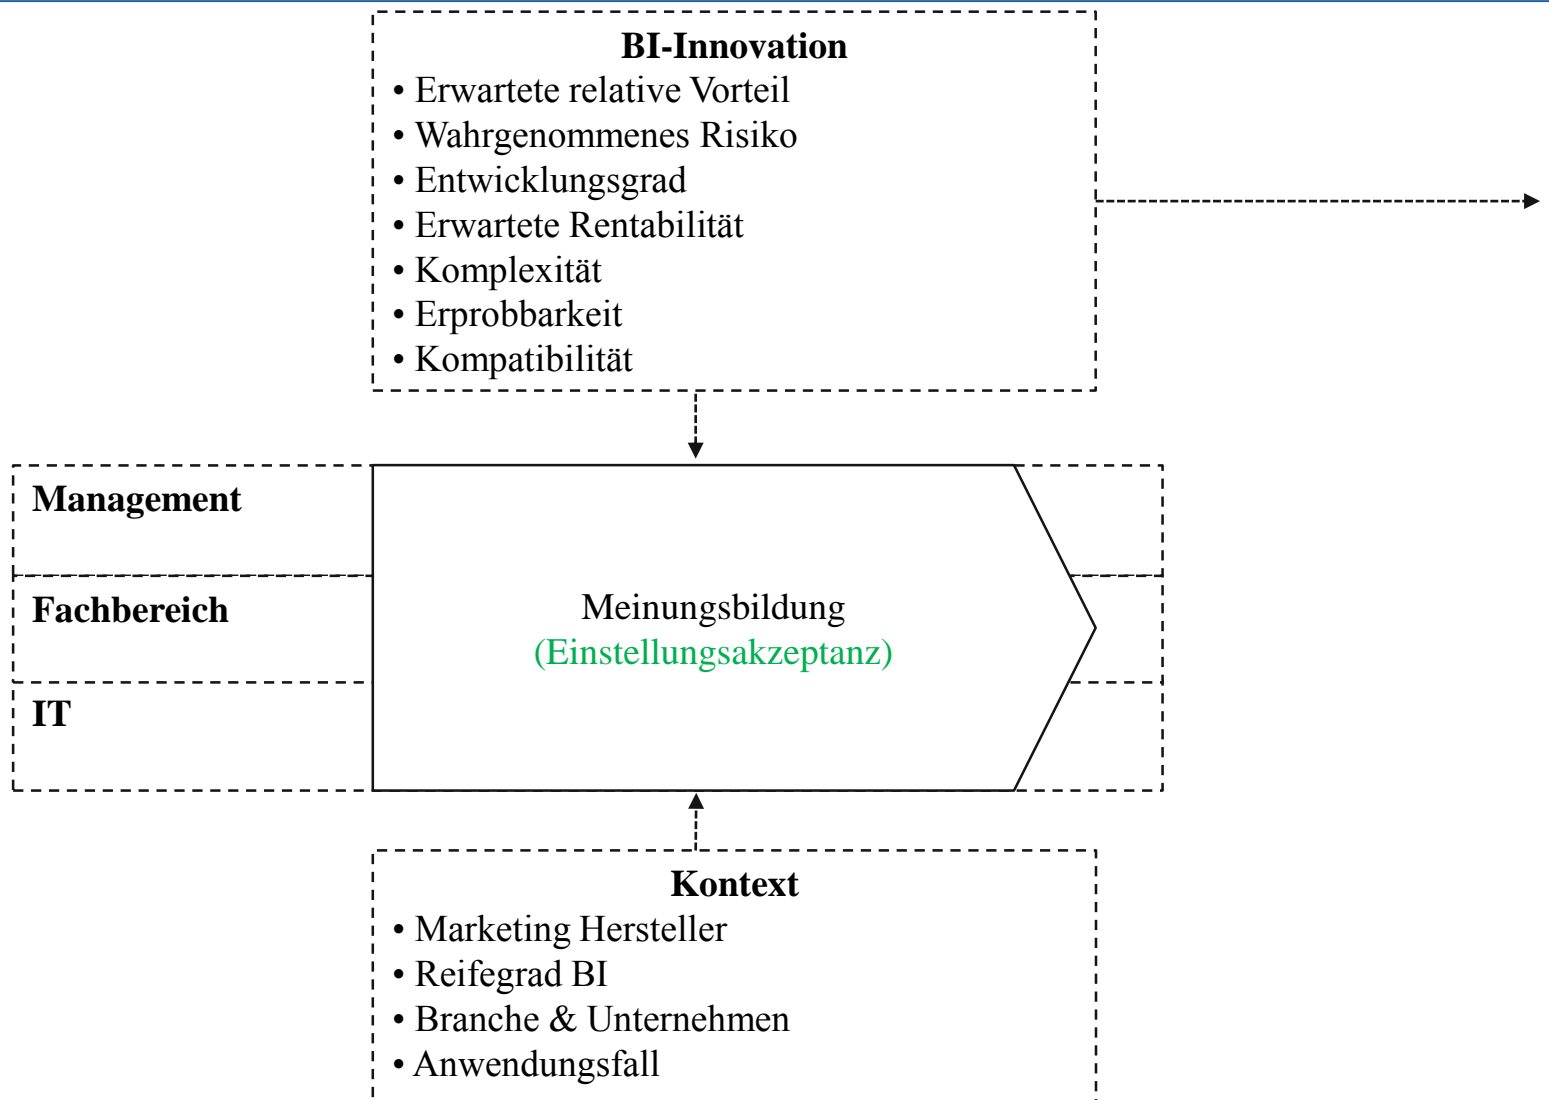 BI-Innovation
• Erwartete relative Vorteil
• Wahrgenommenes Risiko
• Entwicklungsgrad
• Erwartete Rentabilität
• Komplexität
• Erprobbarkeit
• Kompatibilität
Management
Fachbereich
IT
Meinungsbildung
(Einstellungsakzeptanz)
Kontext
• Marketing Hersteller
• Reifegrad BI
• Branche & Unternehmen
• Anwendungsfall